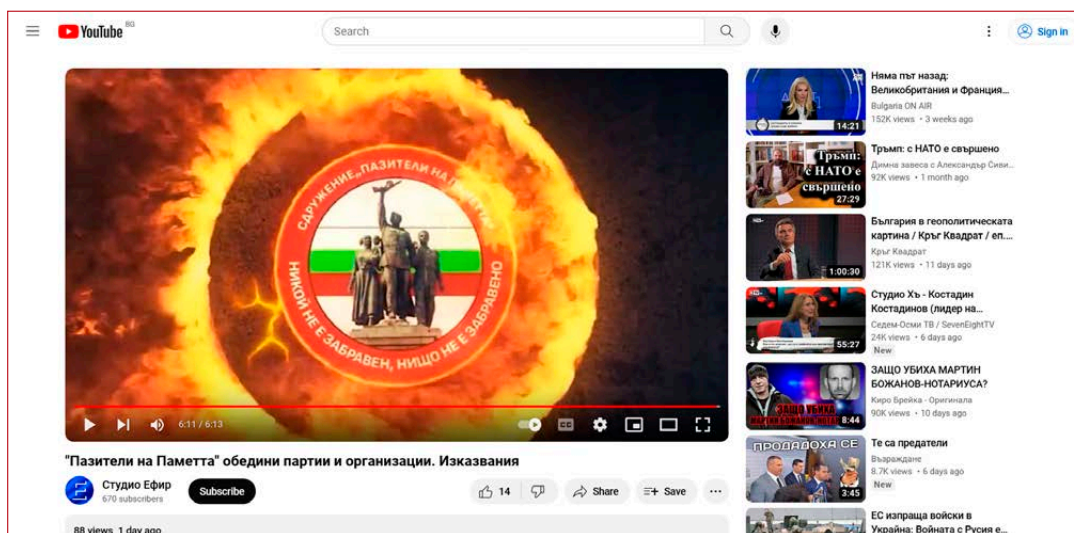 YouTube BG
Search
Sign in
СДРУЖЕНИЕ „ПАЗИТЕЛИ НА ПАМЕТТА“
НИКОЙ НЕ Е ЗАБРАВЕН, НИЩО НЕ Е ЗАБРАВЕНО
6:11 / 6:13
CC
"Пазители на Паметта" обедини партии и организации. Изказвания
Студио Ефир
670 subscribers
Subscribe
14
Share
Save
88 views 1 day ago
14:21
Няма път назад:
Великобритания и Франция...
Bulgaria ON AIR
152K views • 3 weeks ago
Тръмп:
с НАТО е
свършено
27:29
Тръмп: с НАТО е свършено
Димна завеса с Александър Сиви...
92K views • 1 month ago
1:00:30
България в геополитическата
картина / Кръг Квадрат / еп....
Кръг Квадрат
121K views • 11 days ago
55:27
Студио Хъ - Костадин
Костадинов (лидер на...
Седем-Осми ТВ / SevenEightTV
24K views • 6 days ago
New
ЗАЩО УБИХА
МАРТИН БОЖАНОВ-НОТАРИ
8:44
ЗАЩО УБИХА МАРТИН
БОЖАНОВ-НОТАРИУСА?
Киро Брейка - Оригинала
90K views • 10 days ago
ПРОДАДОХА СЕ
3:45
Те са предатели
Възраждане
8.7K views • 6 days ago
New
ЕС изпраща войски в
Украйна: Войната с Русия е...